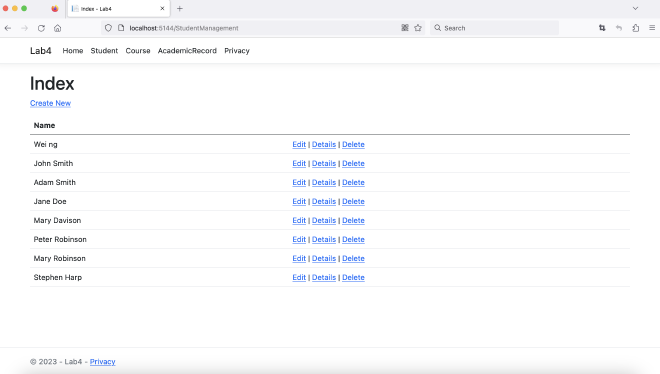 Index - Lab4
localhost:5144/StudentManagement
Search
Lab4 Home Student Course AcademicRecord Privacy
Index
Create New
Name
Wei ng Edit | Details | Delete
John Smith Edit | Details | Delete
Adam Smith Edit | Details | Delete
Jane Doe Edit | Details | Delete
Mary Davison Edit | Details | Delete
Peter Robinson Edit | Details | Delete
Mary Robinson Edit | Details | Delete
Stephen Harp Edit | Details | Delete
© 2023 - Lab4 - Privacy